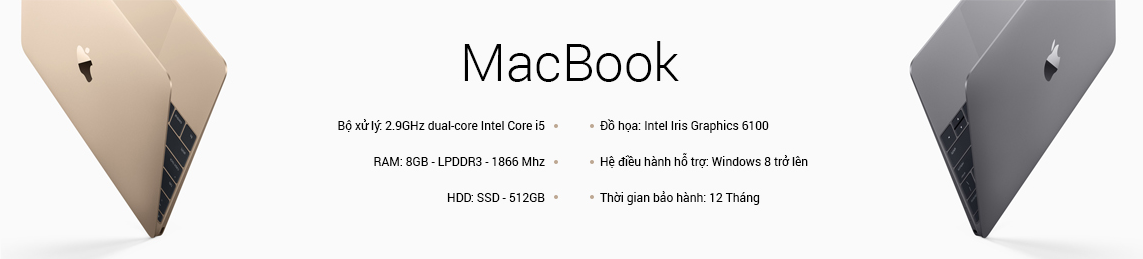 MacBook
Bộ xử lý: 2.9GHz dual-core Intel Core i5
Đồ họa: Intel Iris Graphics 6100
RAM: 8GB - LPDDR3 - 1866 Mhz
Hệ điều hành hỗ trợ: Windows 8 trở lên
HDD: SSD - 512GB
Thời gian bảo hành: 12 Tháng